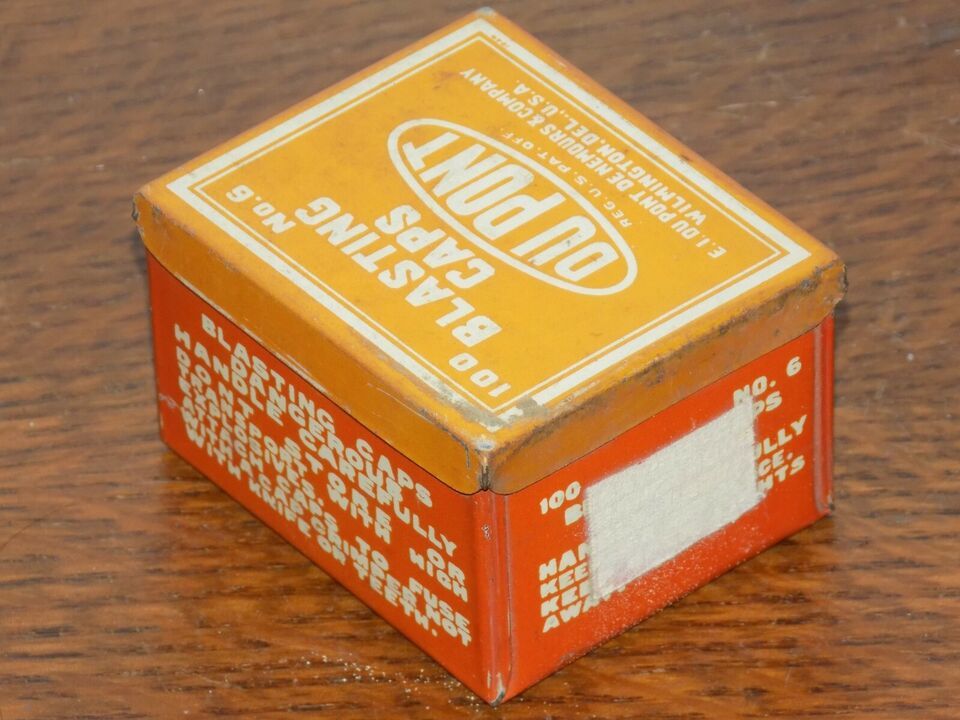 No. 6
100 BLASTING
CAPS
DU PONT
REG. U.S. PAT. OFF.
E. I. DU PONT DE NEMOURS & COMPANY
WILMINGTON, DEL., U.S.A.
BLASTING CAPS
DANGEROUS
HANDLE CAREFULLY
DON'T STORE OR
TRANSPORT WITH HIGH
EXPLOSIVES.
ATTACH CAPS TO FUSE
WITH CAP CRIMPER NOT
WITH KNIFE OR TEETH.
100 NO. 6